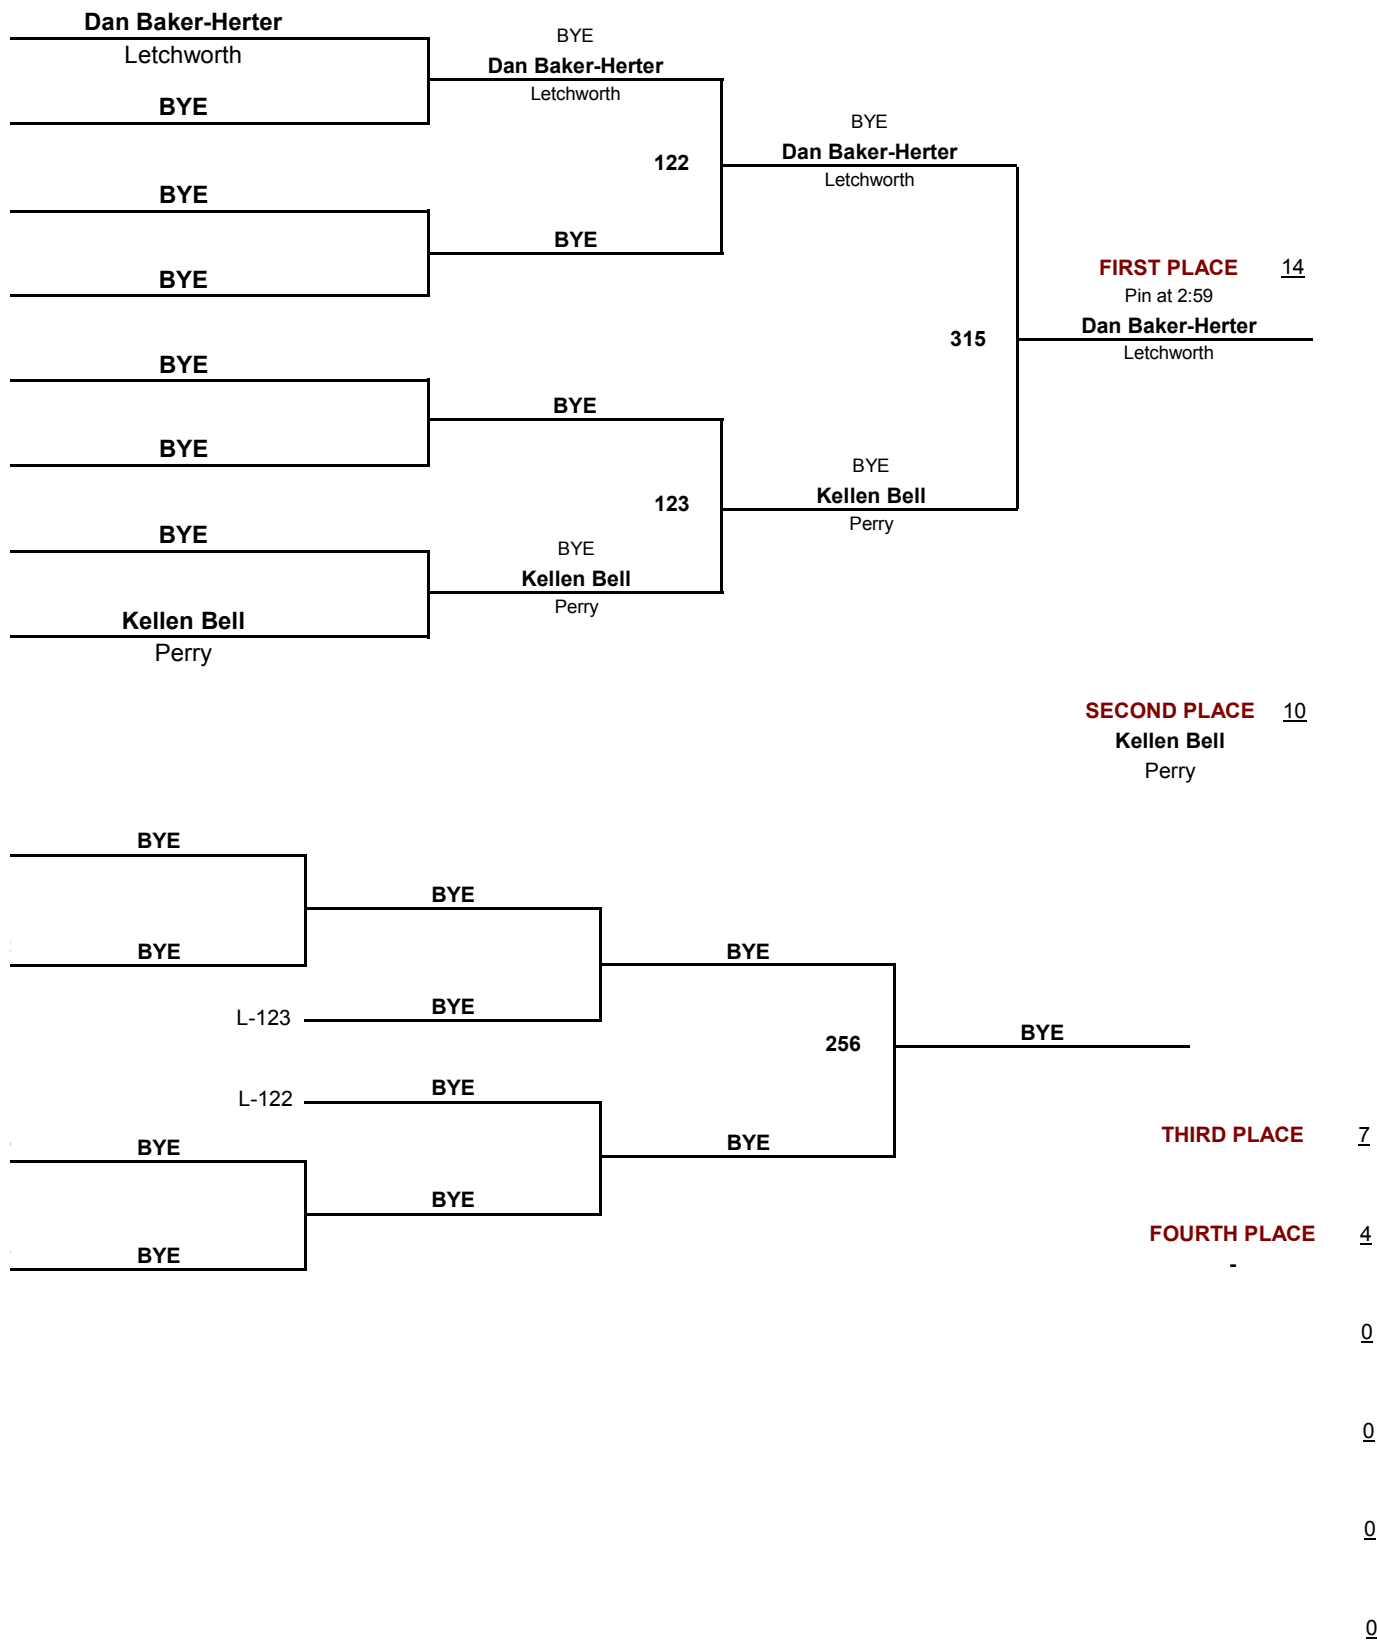 Dan Baker-Herter
Letchworth
BYE
BYE
Dan Baker-Herter
Letchworth
BYE
Dan Baker-Herter
Letchworth
122
BYE
BYE
BYE
FIRST PLACE 14
Pin at 2:59
Dan Baker-Herter
Letchworth
315
BYE
BYE
BYE
BYE
Kellen Bell
Perry
123
BYE
BYE
Kellen Bell
Perry
Kellen Bell
Perry
SECOND PLACE 10
Kellen Bell
Perry
BYE
BYE
BYE
BYE
L-123
BYE
256
BYE
L-122
BYE
BYE
BYE
THIRD PLACE 7
BYE
BYE
FOURTH PLACE 4
-
0
0
0
0